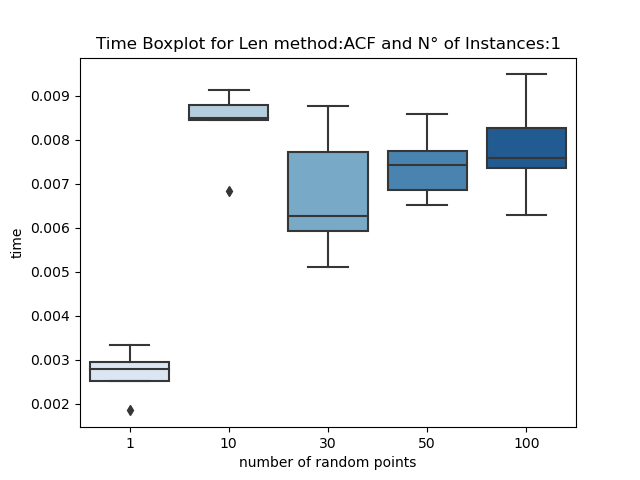 Time Boxplot for Len method:ACF and N° of Instances:1
0.009
0.008
0.007
0.006
0.005
0.004
0.003
0.002
time
1 10 30 50 100
number of random points